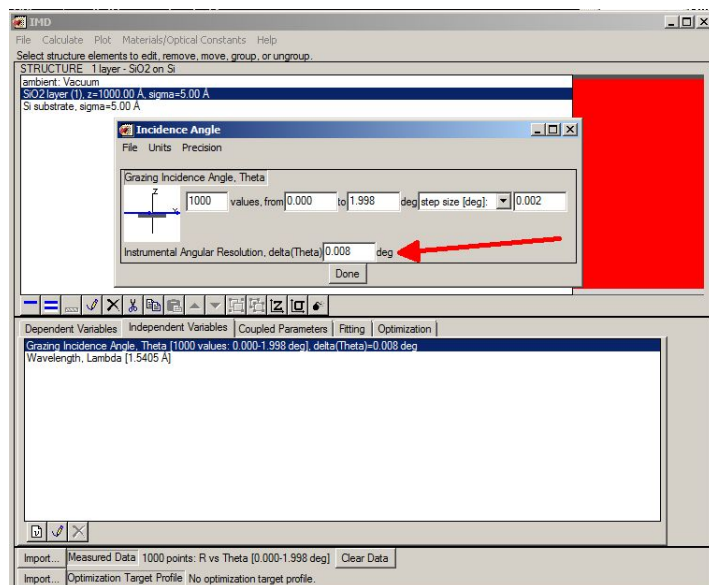 IMD
File Calculate Plot Materials/Optical Constants Help
Select structure elements to edit, remove, move, group, or ungroup.
STRUCTURE 1 layer - SiO2 on Si
ambient: Vacuum
SiO2 layer (1), z=1000.00 Å, sigma=5.00 Å
Si substrate, sigma=5.00 Å
Incidence Angle
File Units Precision
Grazing Incidence Angle, Theta
z
x
1000 values, from 0.000 to 1.998 deg step size [deg]: 0.002
Instrumental Angular Resolution, delta(Theta) 0.008 deg
Done
Dependent Variables Independent Variables Coupled Parameters Fitting Optimization
Grazing Incidence Angle, Theta [1000 values: 0.000-1.998 deg], delta(Theta)=0.008 deg
Wavelength, Lambda [1.5405 Å]
Import... Measured Data 1000 points: R vs Theta [0.000-1.998 deg] Clear Data
Import... Optimization Target Profile No optimization target profile.